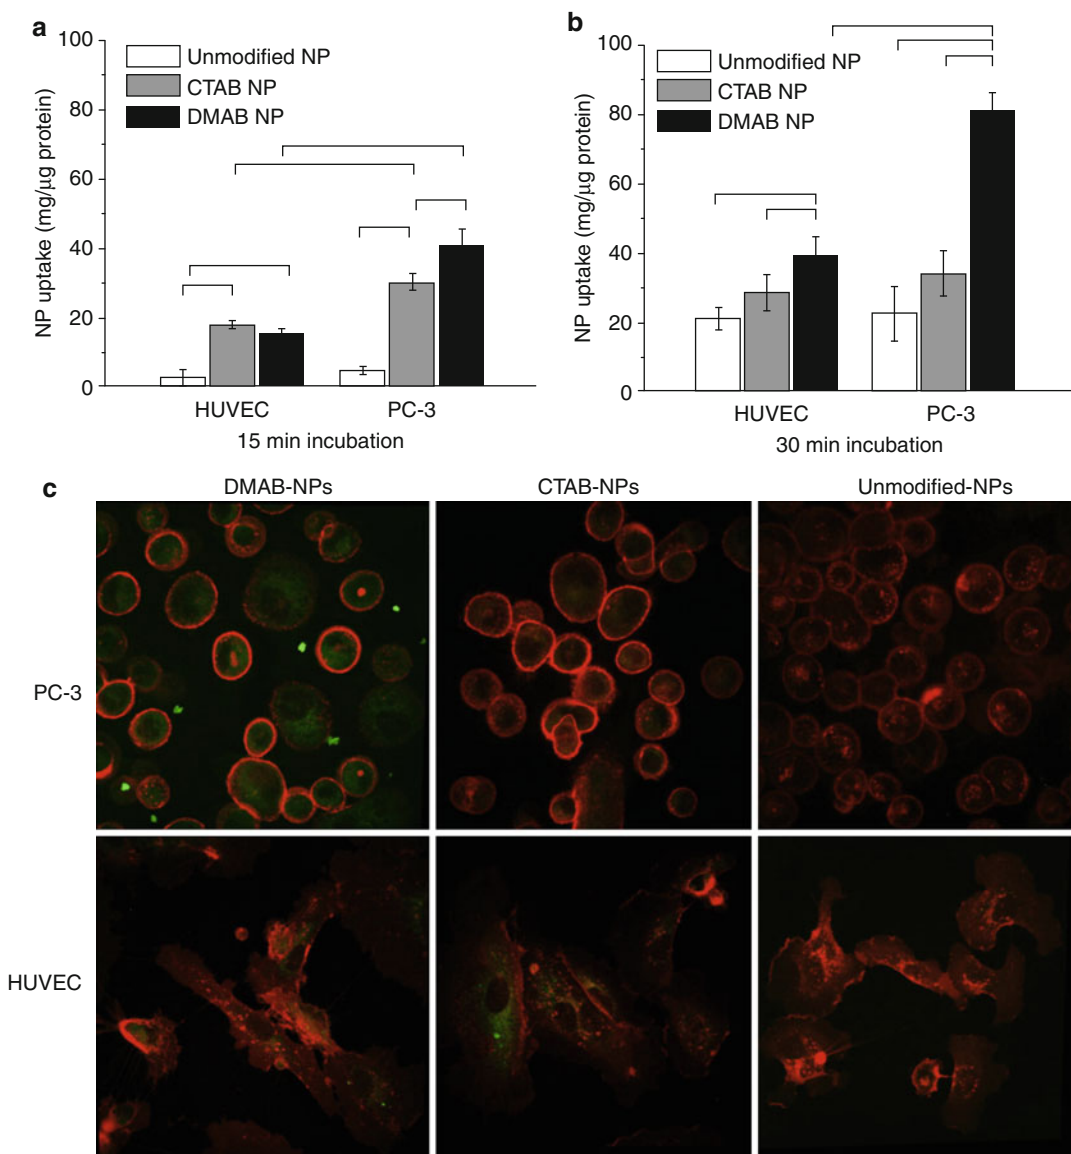 a
100
80
60
40
20
0
NP uptake (mg/μg protein)
Unmodified NP
CTAB NP
DMAB NP
HUVEC PC-3
15 min incubation
b
100
80
60
40
20
0
NP uptake (mg/μg protein)
Unmodified NP
CTAB NP
DMAB NP
HUVEC PC-3
30 min incubation
c
DMAB-NPs CTAB-NPs Unmodified-NPs
PC-3
HUVEC